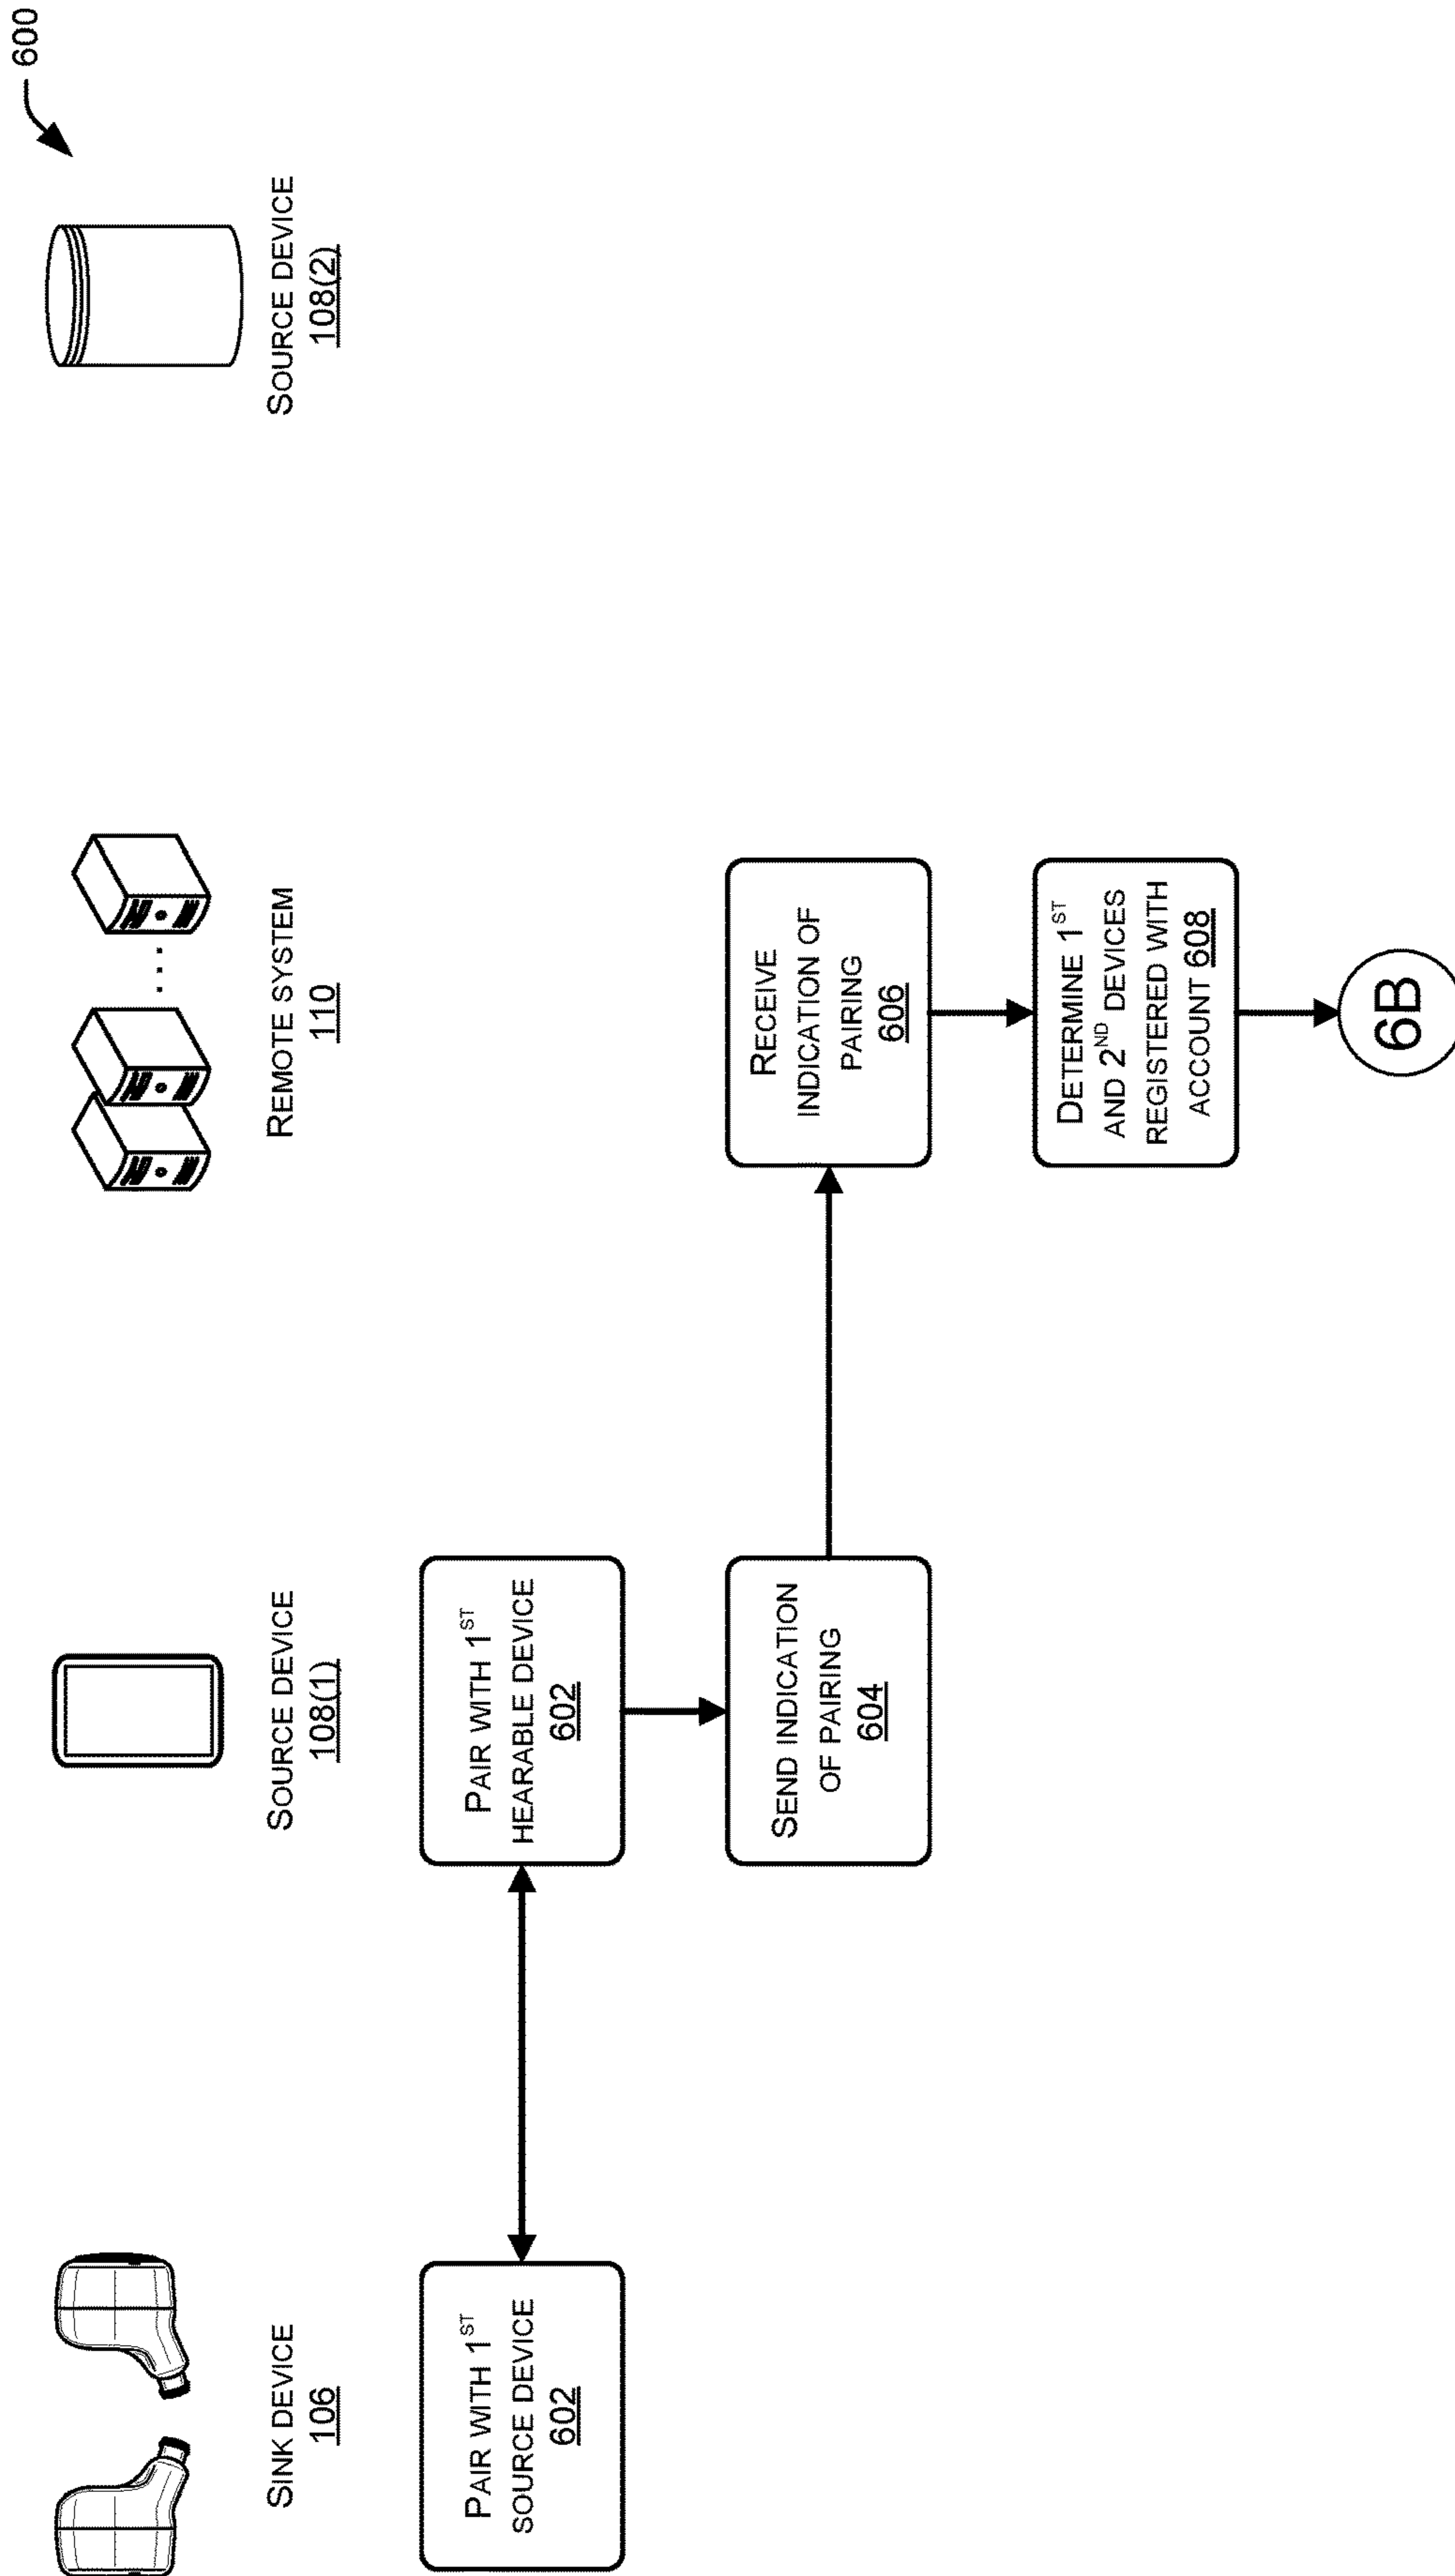 600
SINK DEVICE
106
SOURCE DEVICE
108(1)
REMOTE SYSTEM
110
SOURCE DEVICE
108(2)
PAIR WITH 1ST
SOURCE DEVICE
602
PAIR WITH 1ST
HEARABLE DEVICE
602
SEND INDICATION
OF PAIRING
604
RECEIVE
INDICATION OF
PAIRING
606
DETERMINE 1ST
AND 2ND DEVICES
REGISTERED WITH
ACCOUNT 608
6B